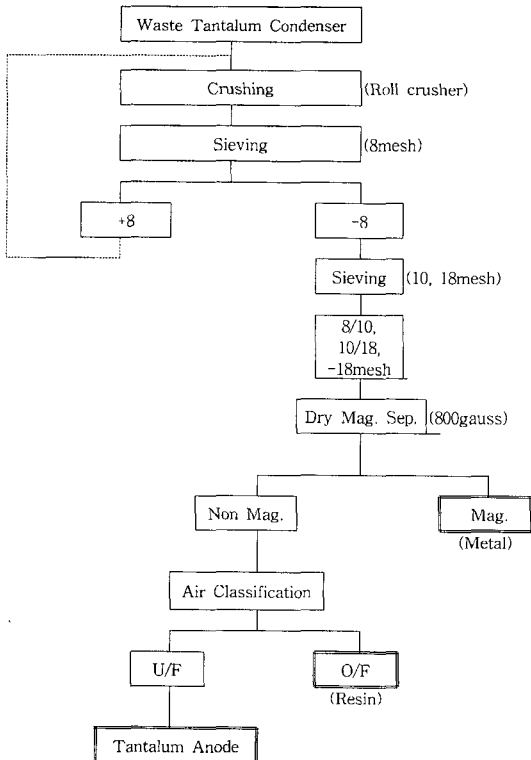 Waste Tantalum Condenser
Crushing (Roll crusher)
Sieving (8mesh)
+8 -8
Sieving (10, 18mesh)
8/10,
10/18,
-18mesh
Dry Mag. Sep. (800gauss)
Non Mag. Mag.
(Metal)
Air Classification
U/F O/F
(Resin)
Tantalum Anode